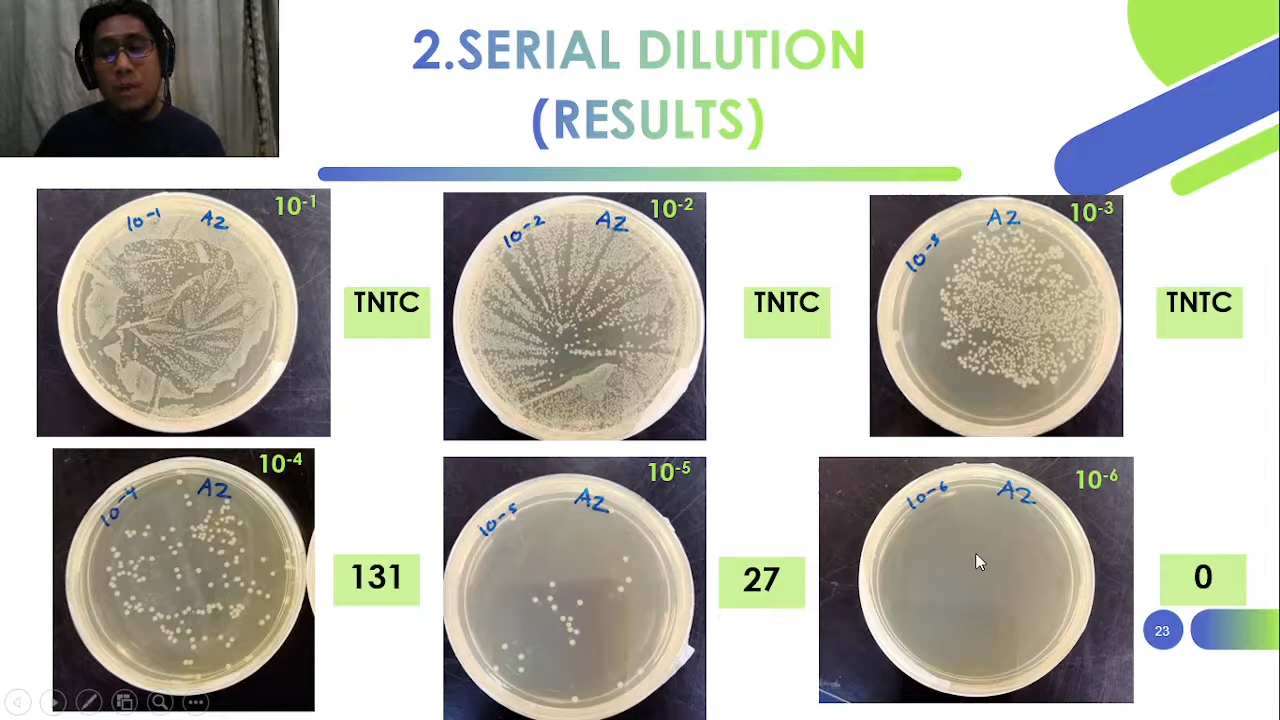 2.SERIAL DILUTION
(RESULTS)
10-1 A2
10⁻¹
TNTC
10-2 A2
10⁻²
TNTC
10-3 A2
10⁻³
TNTC
10-4 A2
10⁻⁴
131
10-5 A2
10⁻⁵
27
10-6 A2
10⁻⁶
0
23